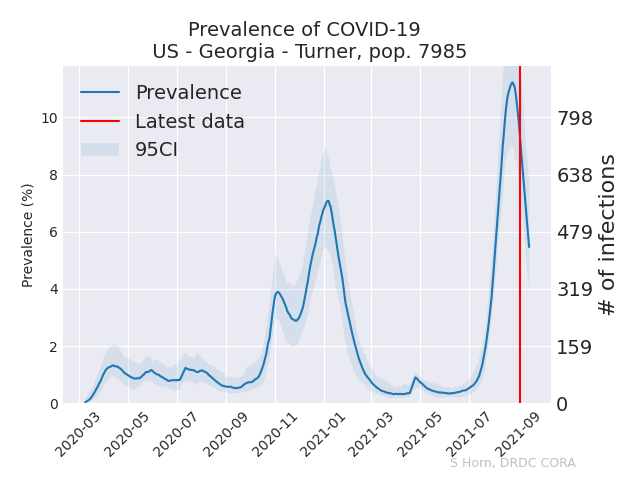 Prevalence of COVID-19
US - Georgia - Turner, pop. 7985
Prevalence
Latest data
95CI
Prevalence (%)
10
8
6
4
2
0
798
638
479
319
159
0
# of infections
2020-03
2020-05
2020-07
2020-09
2020-11
2021-01
2021-03
2021-05
2021-07
2021-09
S Horn, DRDC CORA